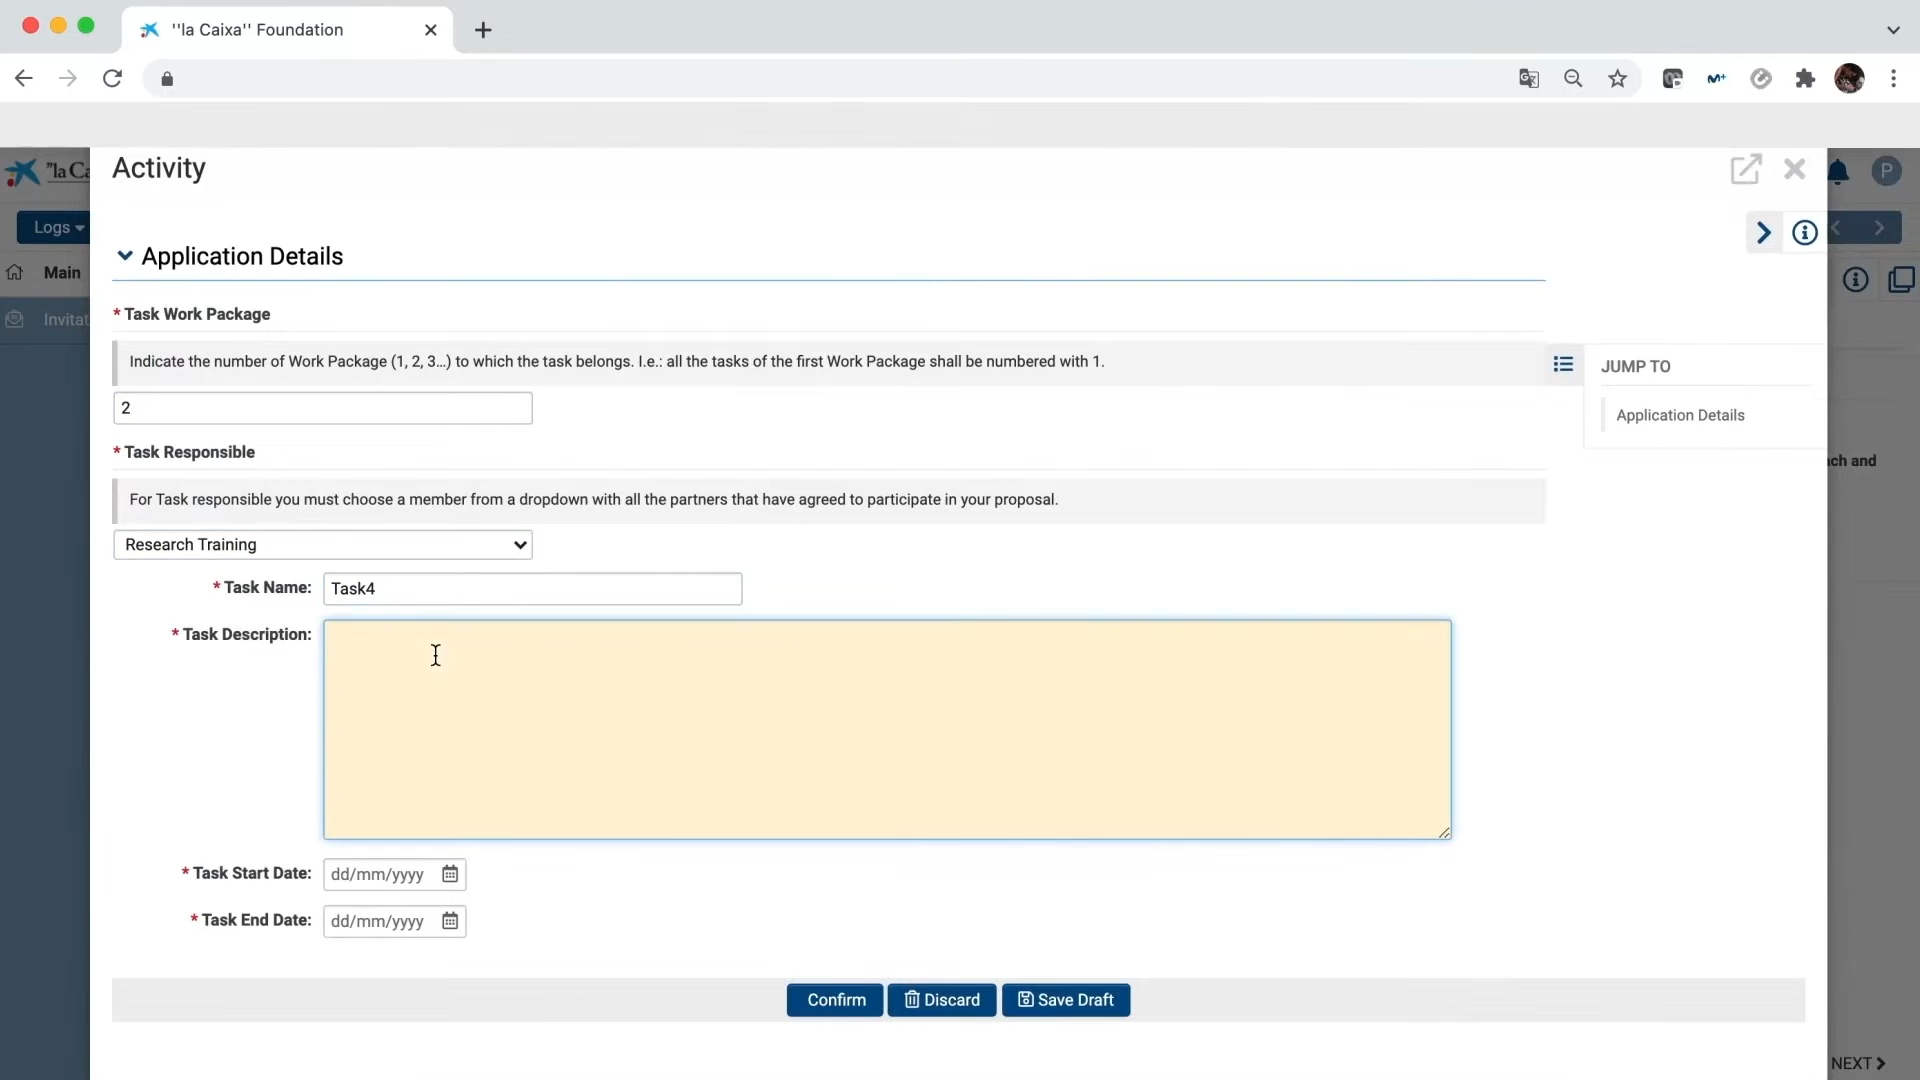 ''la Caixa'' Foundation
Activity
"la Ca
P
Logs
Application Details
Main
* Task Work Package
Invitat
Indicate the number of Work Package (1, 2, 3…) to which the task belongs. I.e.: all the tasks of the first Work Package shall be numbered with 1.
JUMP TO
2
Application Details
* Task Responsible
ch and
For Task responsible you must choose a member from a dropdown with all the partners that have agreed to participate in your proposal.
Research Training
* Task Name: Task4
* Task Description:
* Task Start Date: dd/mm/yyyy
* Task End Date: dd/mm/yyyy
Confirm Discard Save Draft
NEXT